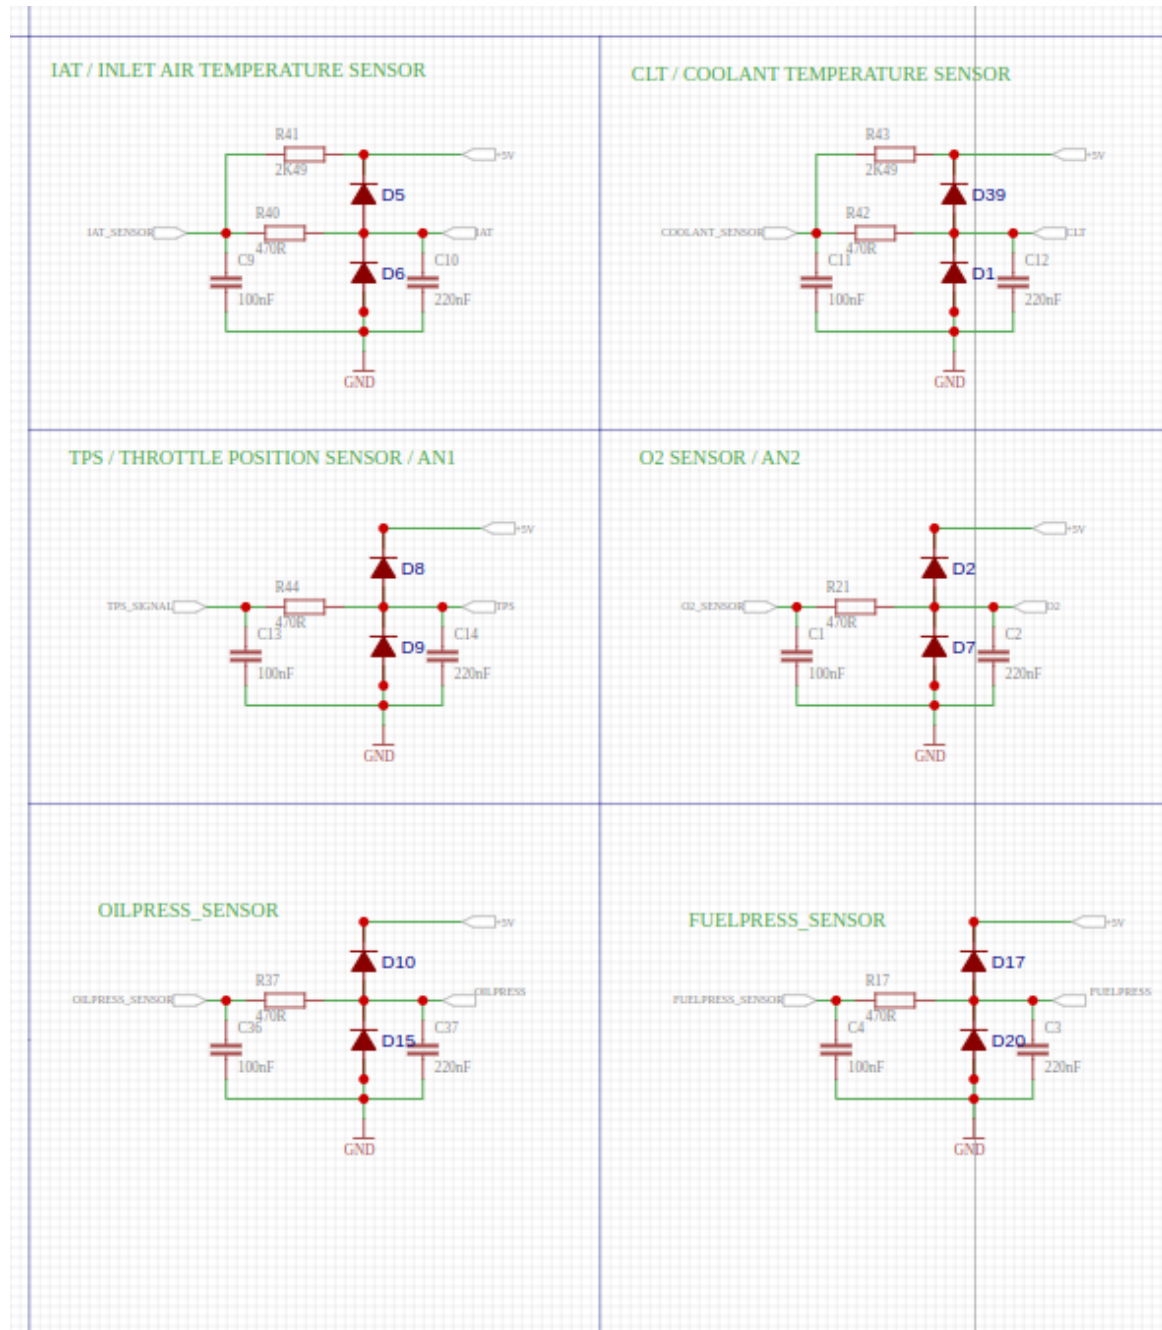 IAT / INLET AIR TEMPERATURE SENSOR
R41
2K49
+5V
D5
R40
470R
IAT_SENSOR
IAT
C9
100nF
D6
C10
220nF
GND
CLT / COOLANT TEMPERATURE SENSOR
R43
2K49
+5V
D39
R42
470R
COOLANT_SENSOR
CLT
C11
100nF
D1
C12
220nF
GND
TPS / THROTTLE POSITION SENSOR / AN1
+5V
D8
R44
470R
TPS_SIGNAL
TPS
C13
100nF
D9
C14
220nF
GND
O2 SENSOR / AN2
+5V
D2
R21
470R
O2_SENSOR
O2
C1
100nF
D7
C2
220nF
GND
OILPRESS_SENSOR
+5V
D10
R37
470R
OILPRESS_SENSOR
OILPRESS
C36
100nF
D15
C37
220nF
GND
FUELPRESS_SENSOR
+5V
D17
R17
470R
FUELPRESS_SENSOR
FUELPRESS
C4
100nF
D20
C3
220nF
GND